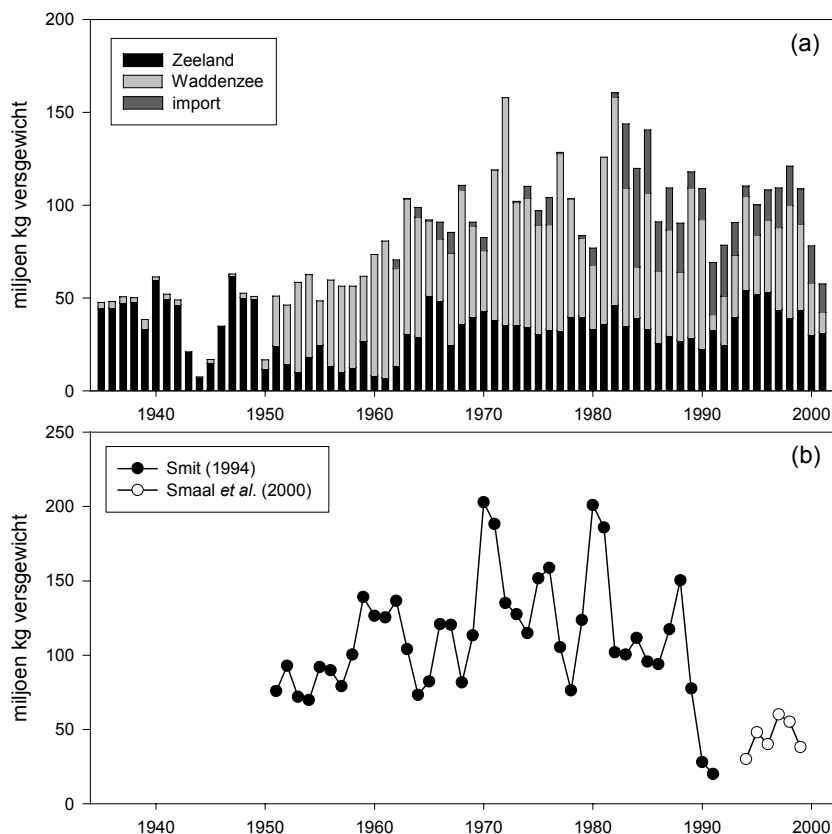 (a)
200
150
100
50
0
miljoen kg versgewicht
Zeeland
Waddenzee
import
1940 1950 1960 1970 1980 1990 2000
(b)
250
200
150
100
50
0
miljoen kg versgewicht
Smit (1994)
Smaal et al. (2000)
1940 1950 1960 1970 1980 1990 2000